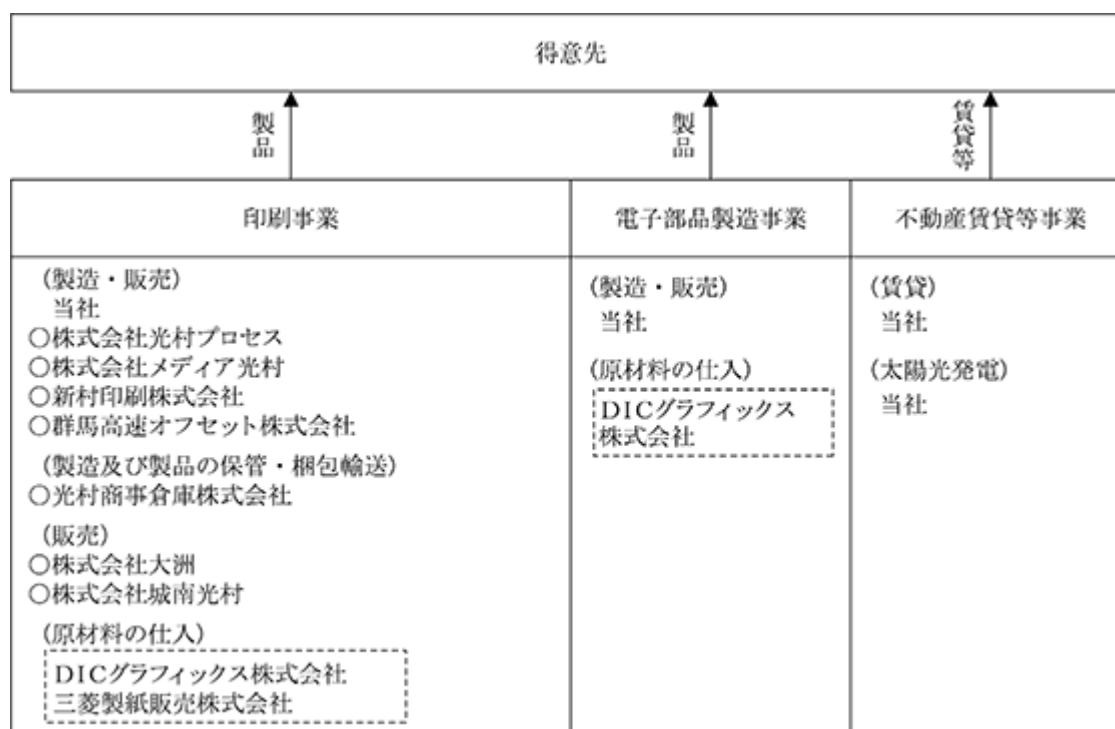 得意先
製品
製品
賃貸等
印刷事業
(製造・販売)
当社
○株式会社光村プロセス
○株式会社メディア光村
○新村印刷株式会社
○群馬高速オフセット株式会社
(製造及び製品の保管・梱包輸送)
○光村商事倉庫株式会社
(販売)
○株式会社大洲
○株式会社城南光村
(原材料の仕入)
DICグラフィックス株式会社
三菱製紙販売株式会社
電子部品製造事業
(製造・販売)
当社
(原材料の仕入)
DICグラフィックス
株式会社
不動産賃貸等事業
(賃貸)
当社
(太陽光発電)
当社